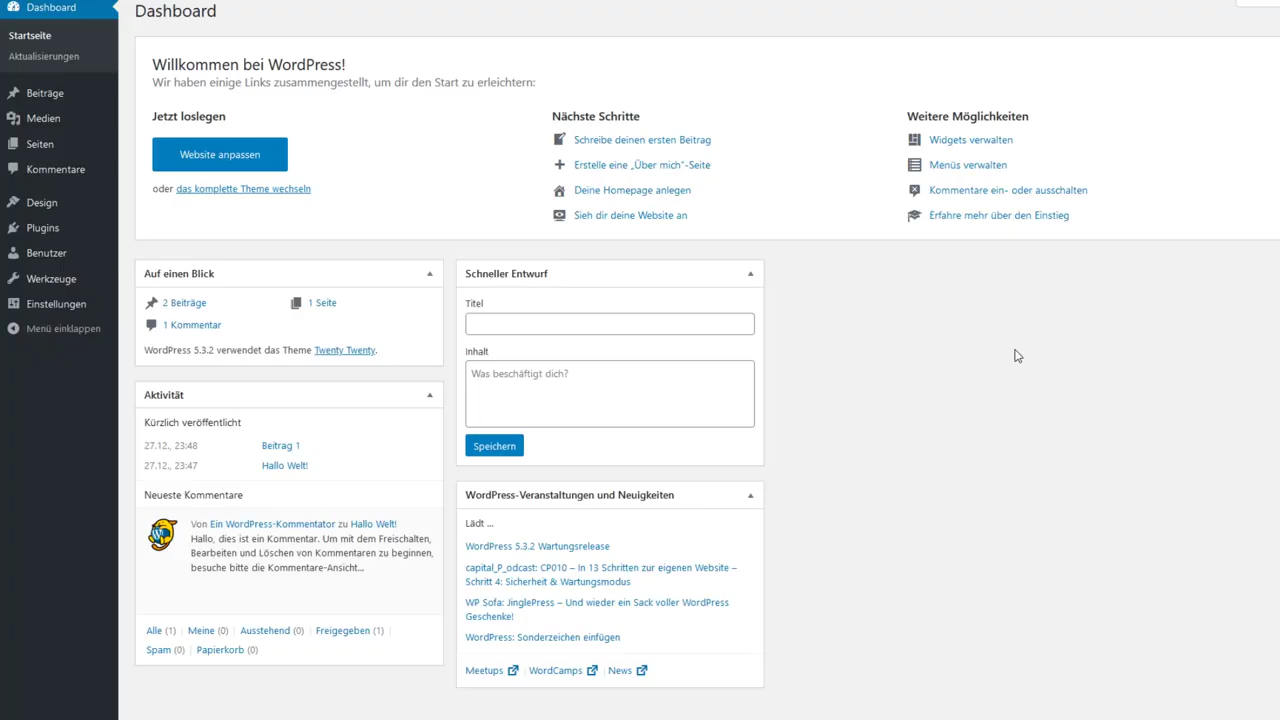 Dashboard
Dashboard
Startseite
Aktualisierungen
Beiträge
Medien
Seiten
Kommentare
Design
Plugins
Benutzer
Werkzeuge
Einstellungen
Menü einklappen
Willkommen bei WordPress!
Wir haben einige Links zusammengestellt, um dir den Start zu erleichtern:
Jetzt loslegen
Website anpassen
oder das komplette Theme wechseln
Nächste Schritte
Schreibe deinen ersten Beitrag
Erstelle eine „Über mich“-Seite
Deine Homepage anlegen
Sieh dir deine Website an
Weitere Möglichkeiten
Widgets verwalten
Menüs verwalten
Kommentare ein- oder ausschalten
Erfahre mehr über den Einstieg
Auf einen Blick
2 Beiträge
1 Seite
1 Kommentar
WordPress 5.3.2 verwendet das Theme Twenty Twenty.
Aktivität
Kürzlich veröffentlicht
27.12., 23:48 Beitrag 1
27.12., 23:47 Hallo Welt!
Neueste Kommentare
Von Ein WordPress-Kommentator zu Hallo Welt!
Hallo, dies ist ein Kommentar. Um mit dem Freischalten,
Bearbeiten und Löschen von Kommentaren zu beginnen,
besuche bitte die Kommentare-Ansicht...
Alle (1) | Meine (0) | Ausstehend (0) | Freigegeben (1) |
Spam (0) | Papierkorb (0)
Schneller Entwurf
Titel
Inhalt
Was beschäftigt dich?
Speichern
WordPress-Veranstaltungen und Neuigkeiten
Lädt ...
WordPress 5.3.2 Wartungsrelease
capital_P_odcast: CP010 – In 13 Schritten zur eigenen Website –
Schritt 4: Sicherheit & Wartungsmodus
WP Sofa: JinglePress – Und wieder ein Sack voller WordPress
Geschenke!
WordPress: Sonderzeichen einfügen
Meetups | WordCamps | News